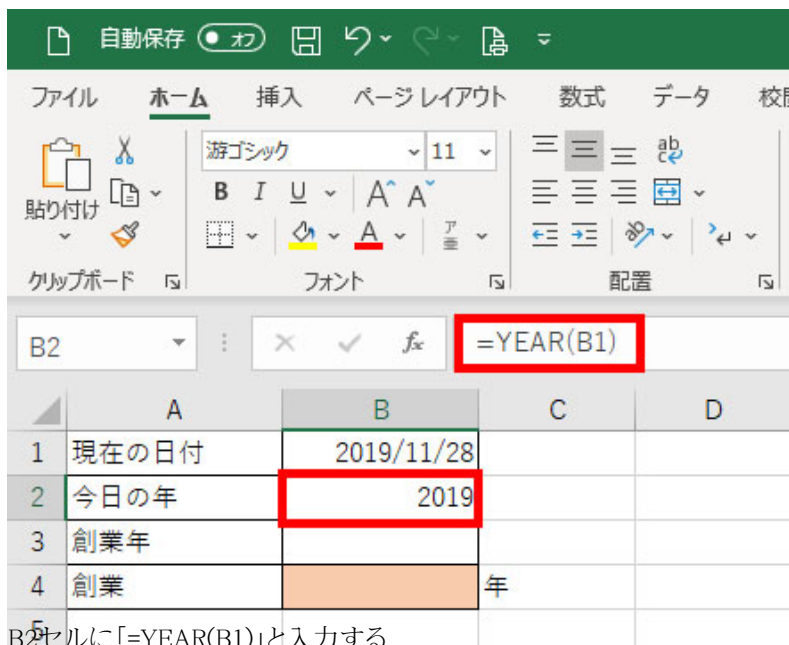 自動保存 オフ
ファイル ホーム 挿入 ページ レイアウト 数式 データ 校
游ゴシック 11
貼り付け B I U A A
クリップボード フォント 配置
B2 fx =YEAR(B1)
A B C D
1 現在の日付 2019/11/28
2 今日の年 2019
3 創業年
4 創業 年
5
B2セルに「=YEAR(B1)」と入力する